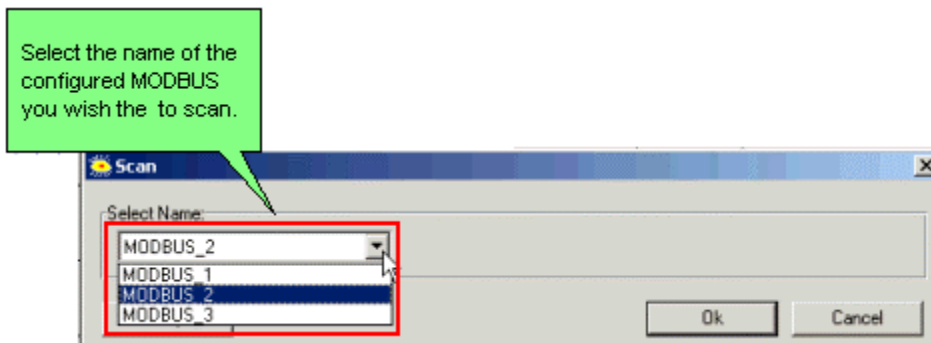 Select the name of the
configured MODBUS
you wish the to scan.
Scan
Select Name:
MODBUS_2
MODBUS_1
MODBUS_2
MODBUS_3
Ok
Cancel